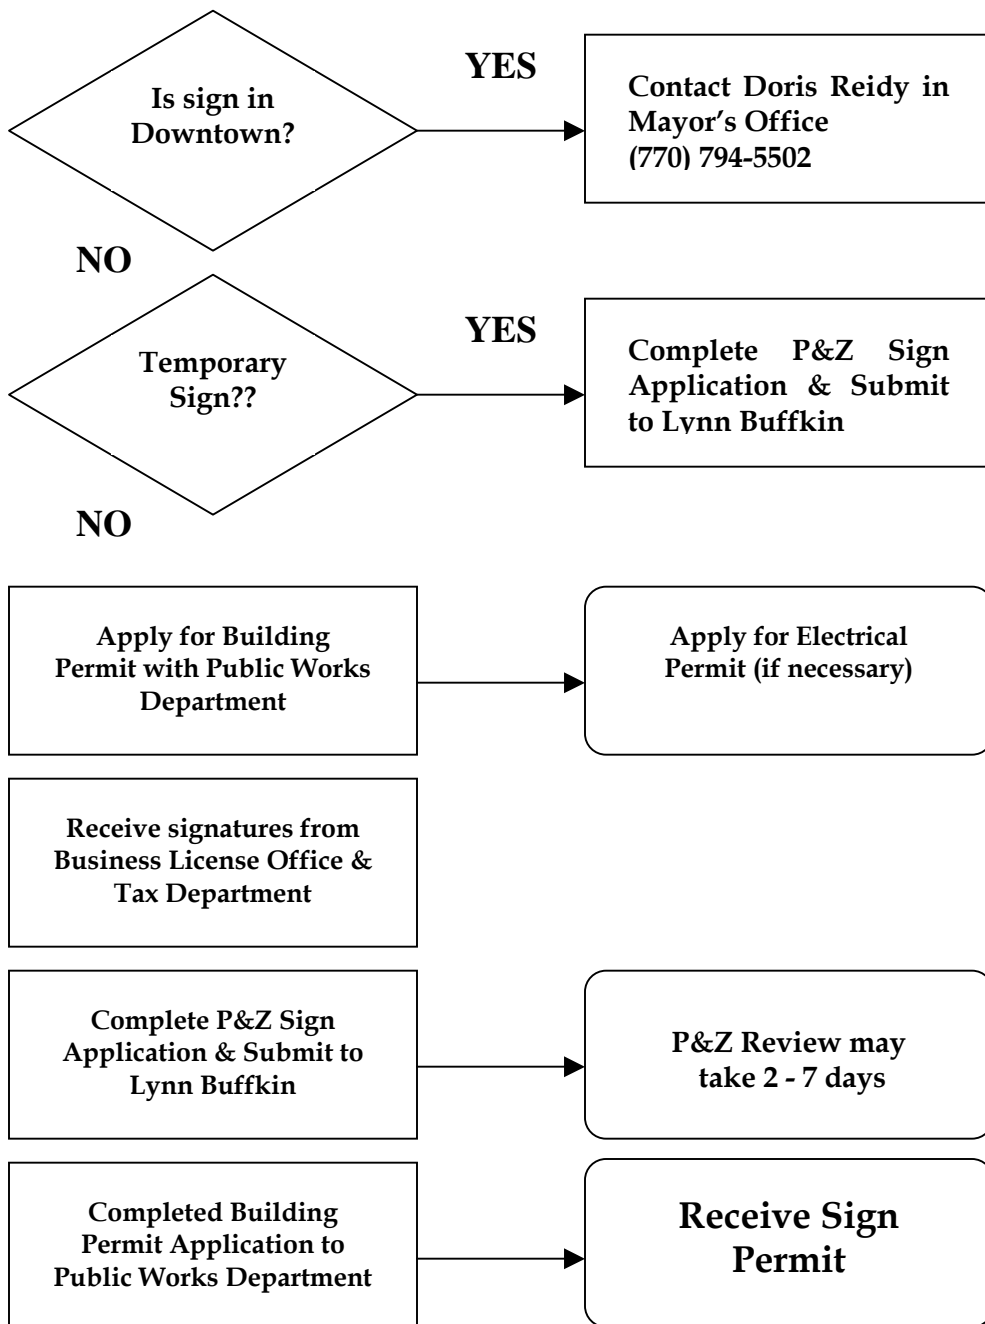 YES
Is sign in
Downtown?
Contact Doris Reidy in
Mayor's Office
(770) 794-5502
NO
YES
Temporary
Sign??
Complete P&Z Sign
Application & Submit
to Lynn Buffkin
NO
Apply for Building
Permit with Public Works
Department
Apply for Electrical
Permit (if necessary)
Receive signatures from
Business License Office &
Tax Department
Complete P&Z Sign
Application & Submit to
Lynn Buffkin
P&Z Review may
take 2 - 7 days
Completed Building
Permit Application to
Public Works Department
Receive Sign
Permit